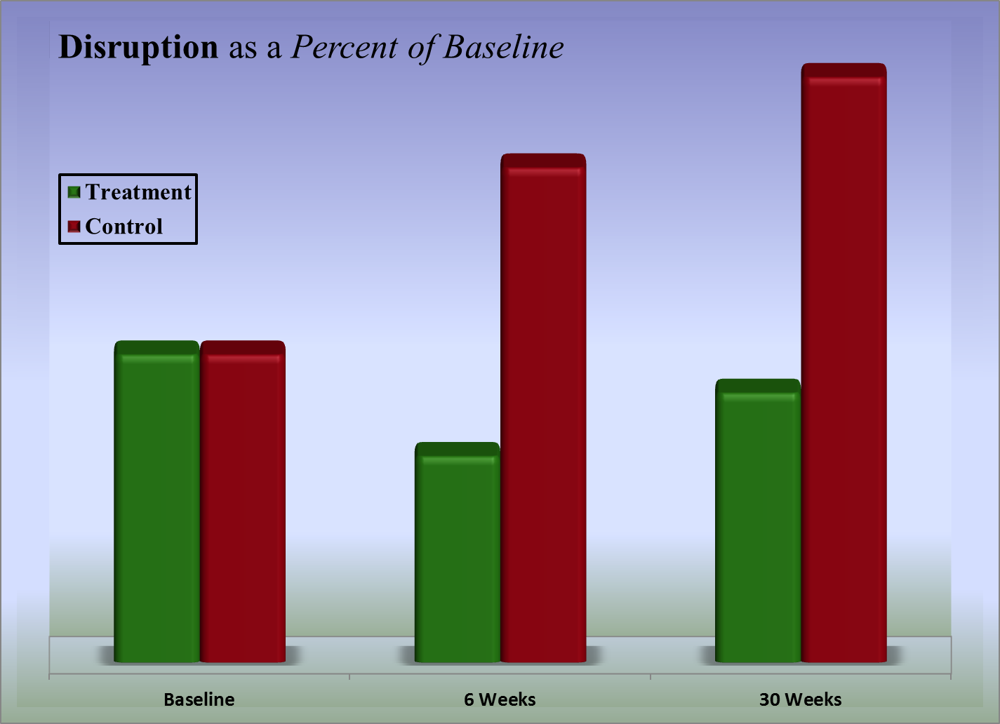 Disruption as a Percent of Baseline
Treatment
Control
Baseline
6 Weeks
30 Weeks